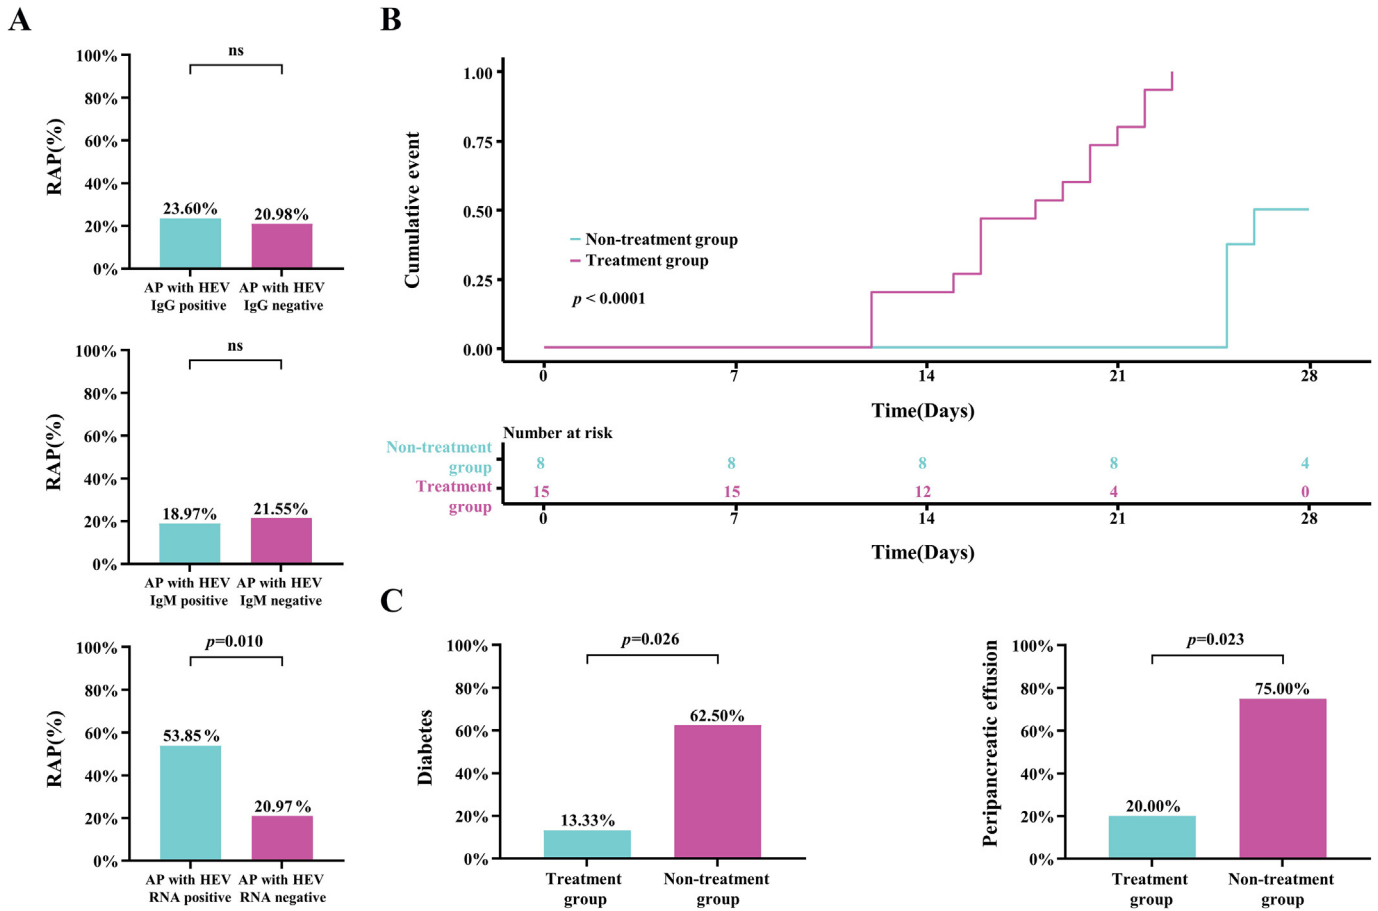 A
100%
80%
60%
40%
20%
0%
RAP(%)
ns
23.60%
20.98%
AP with HEV
IgG positive
AP with HEV
IgG negative
100%
80%
60%
40%
20%
0%
RAP(%)
ns
18.97%
21.55%
AP with HEV
IgM positive
AP with HEV
IgM negative
100%
80%
60%
40%
20%
0%
RAP(%)
p=0.010
53.85%
20.97%
AP with HEV
RNA positive
AP with HEV
RNA negative
B
1.00
0.75
0.50
0.25
0.00
Cumulative event
Non-treatment group
Treatment group
p < 0.0001
0 7 14 21 28
Time(Days)
Number at risk
Non-treatment
group
8 8 8 8 4
Treatment
group
15 15 12 4 0
0 7 14 21 28
Time(Days)
C
100%
80%
60%
40%
20%
0%
Diabetes
p=0.026
13.33%
62.50%
Treatment
group
Non-treatment
group
100%
80%
60%
40%
20%
0%
Peripancreatic effusion
p=0.023
20.00%
75.00%
Treatment
group
Non-treatment
group